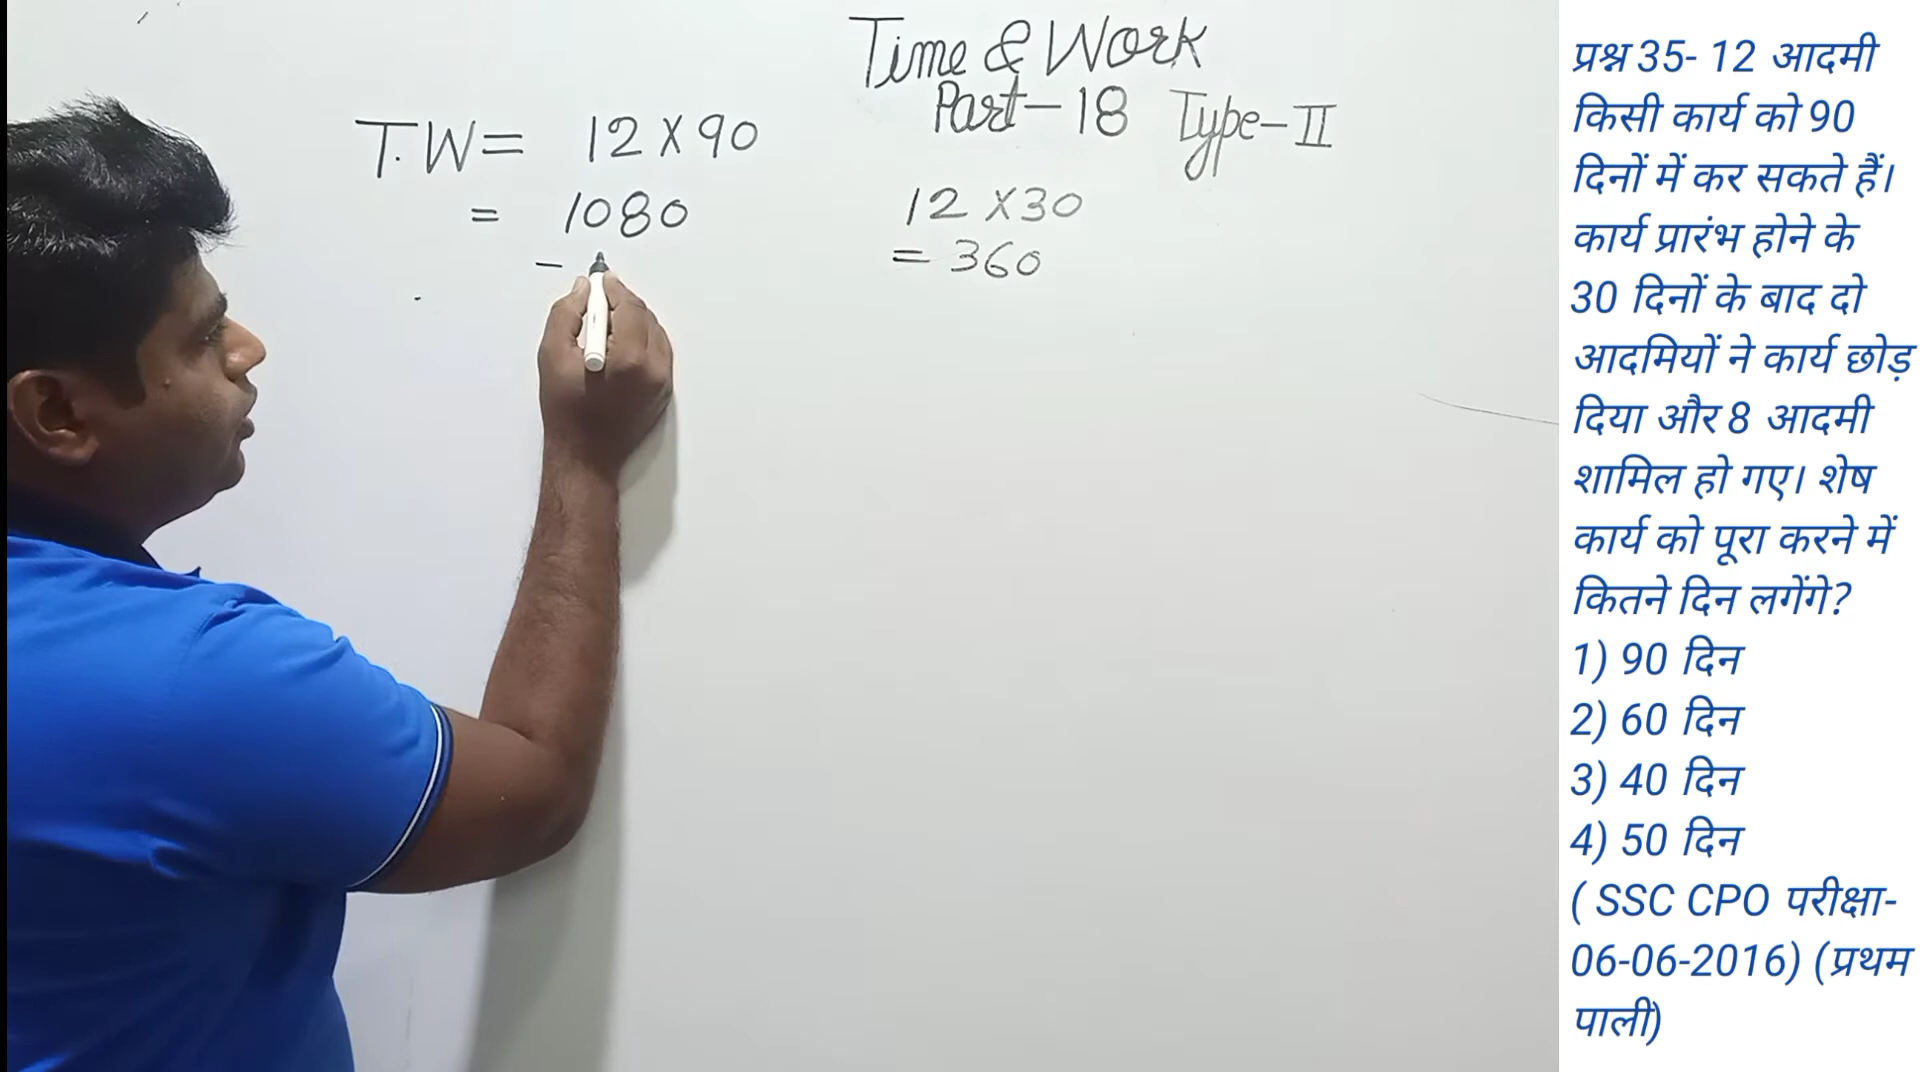 Time & Work
Part-18 Type-II
T.W= 12X90
= 1080
-
12 X30
= 360
प्रश्न 35- 12 आदमी
किसी कार्य को 90
दिनों में कर सकते हैं।
कार्य प्रारंभ होने के
30 दिनों के बाद दो
आदमियों ने कार्य छोड़
दिया और 8 आदमी
शामिल हो गए। शेष
कार्य को पूरा करने में
कितने दिन लगेंगे?
1) 90 दिन
2) 60 दिन
3) 40 दिन
4) 50 दिन
( SSC CPO परीक्षा-
06-06-2016) (प्रथम
पाली)